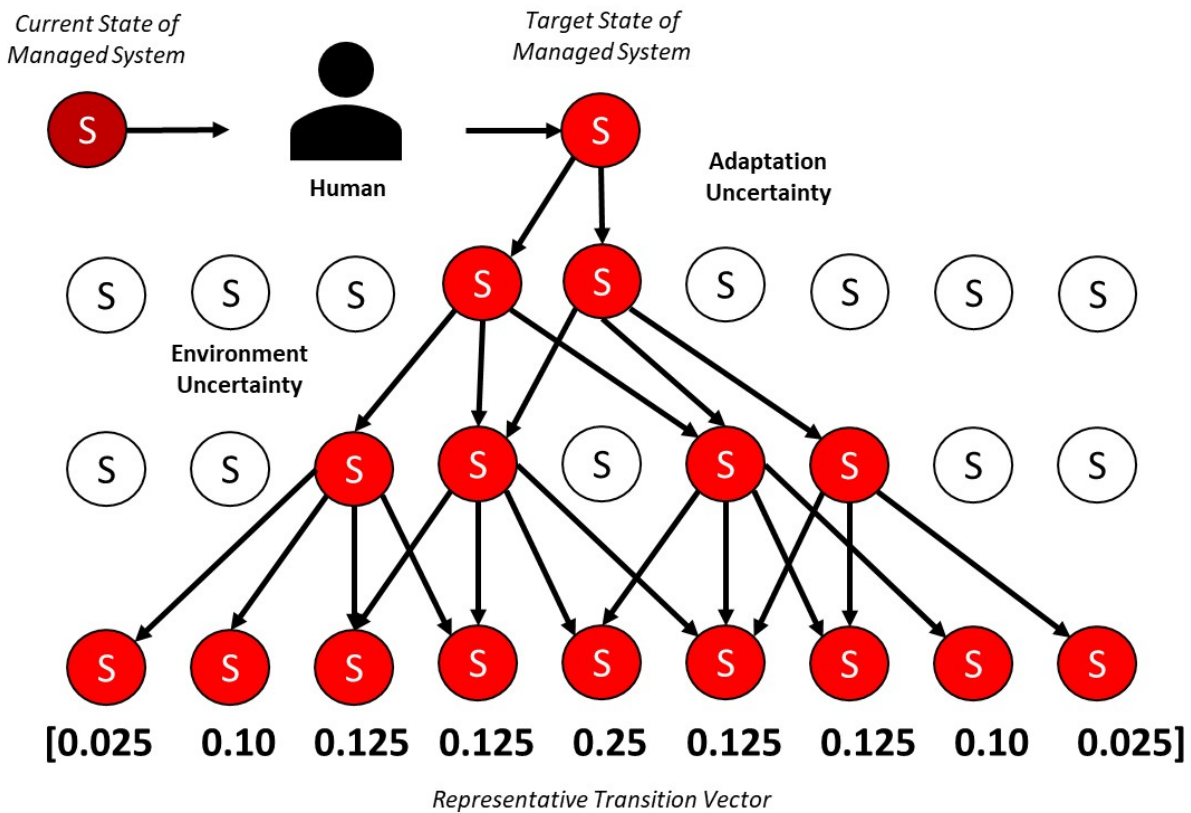 Current State of
Managed System
Target State of
Managed System
S
S
Human
Adaptation
Uncertainty
S S S S S S S S S
Environment
Uncertainty
S S S S S S S S S
S S S S S S S S S
[0.025 0.10 0.125 0.125 0.25 0.125 0.125 0.10 0.025]
Representative Transition Vector